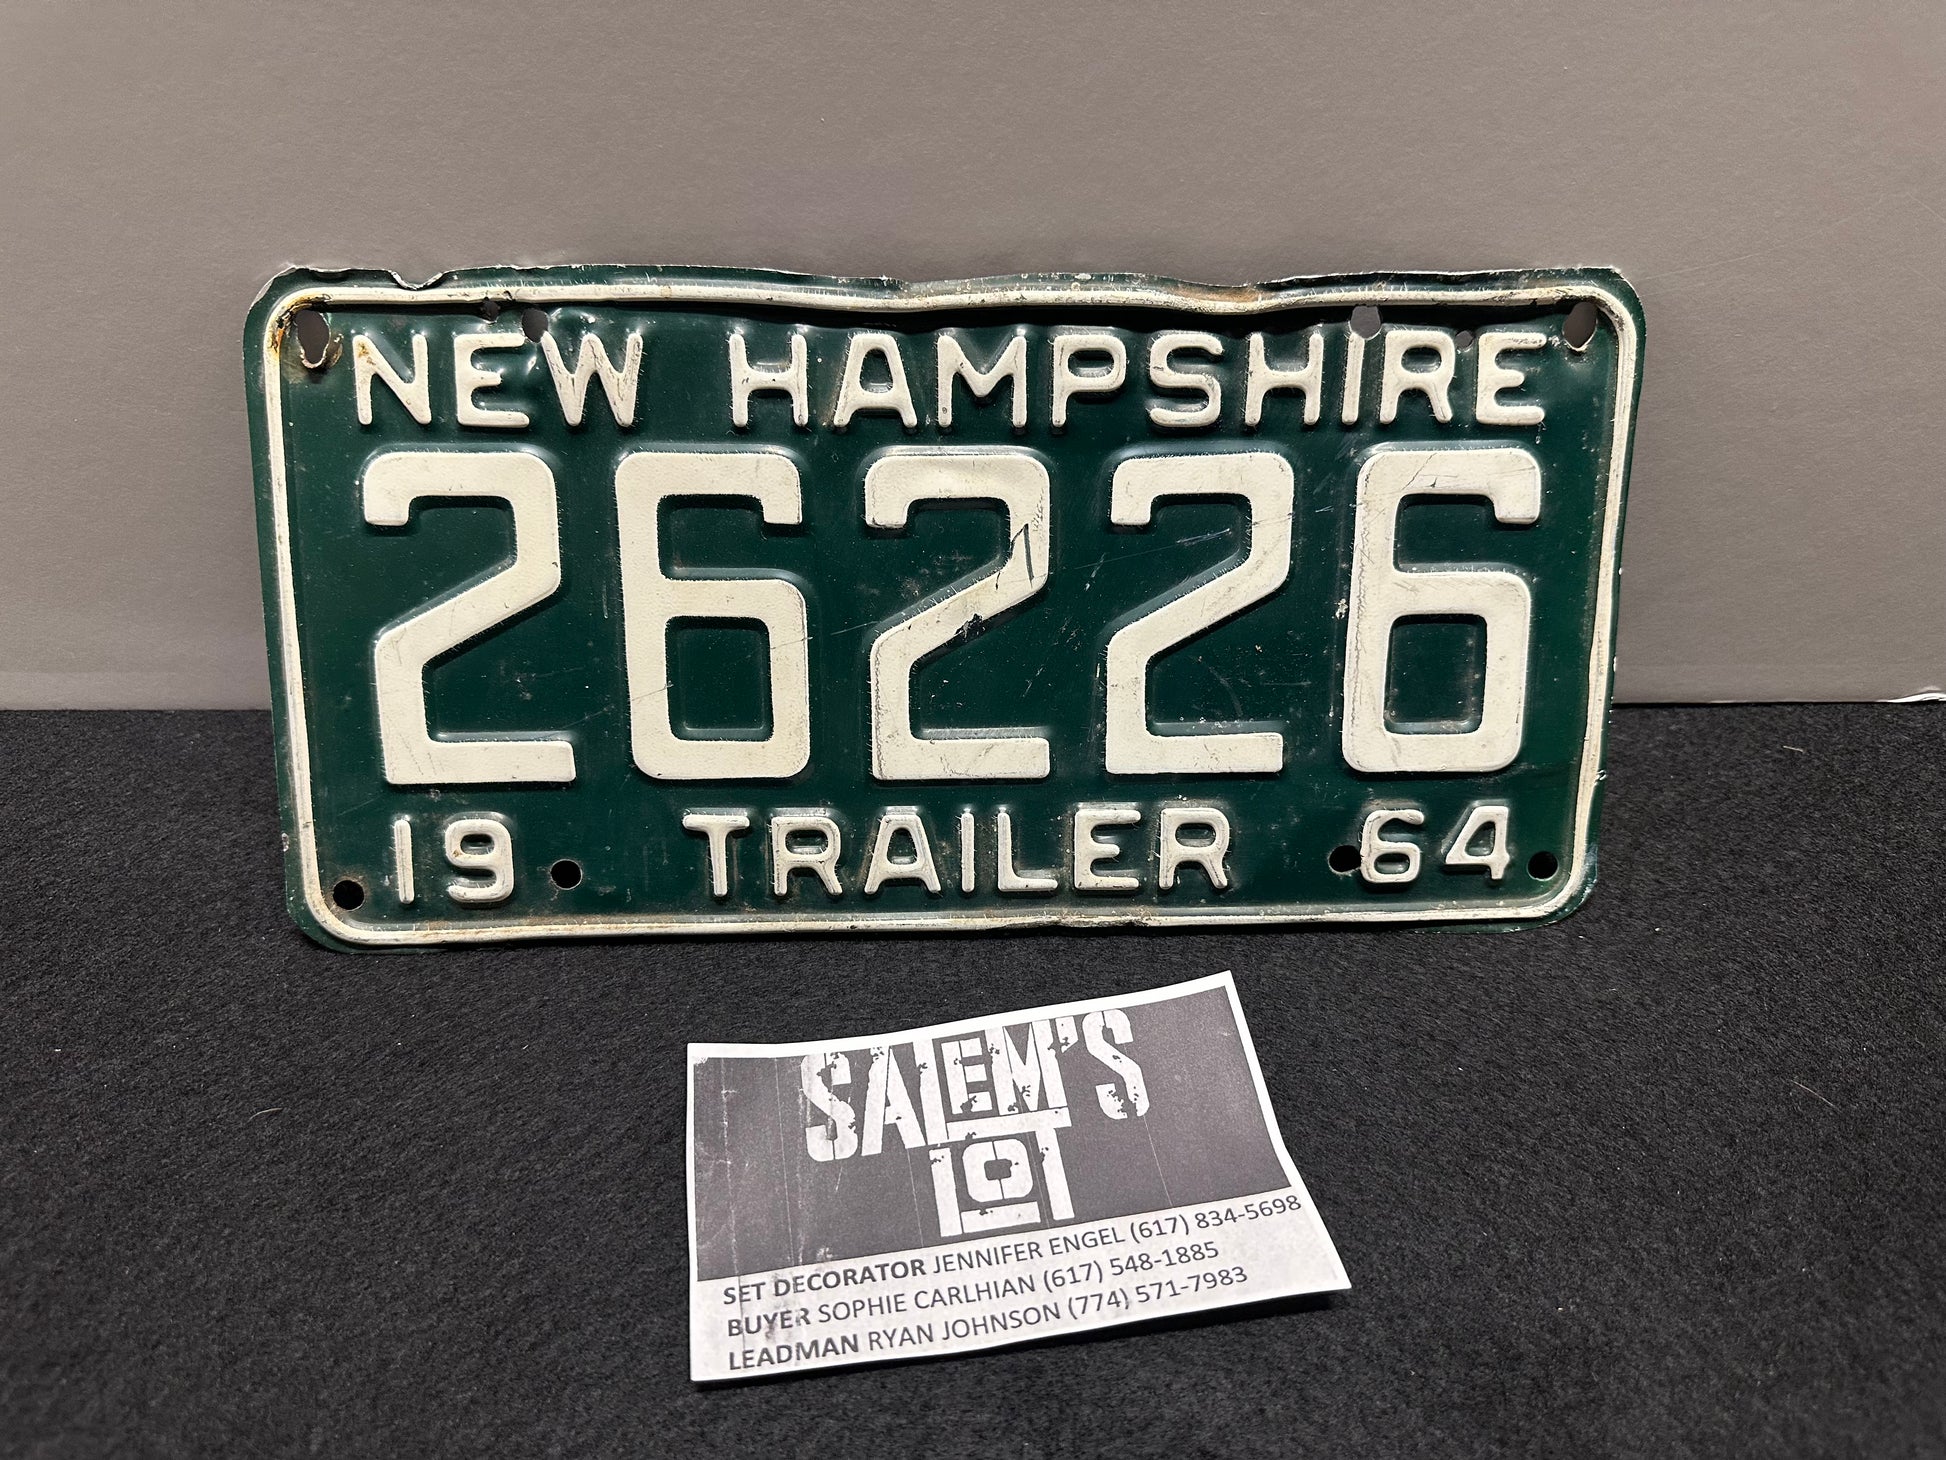 NEW HAMPSHIRE
26226
19 TRAILER 64
SALEM'S
LOT
SET DECORATOR JENNIFER ENGEL (617) 834-5698
BUYER SOPHIE CARLHIAN (617) 548-1885
LEADMAN RYAN JOHNSON (774) 571-7983